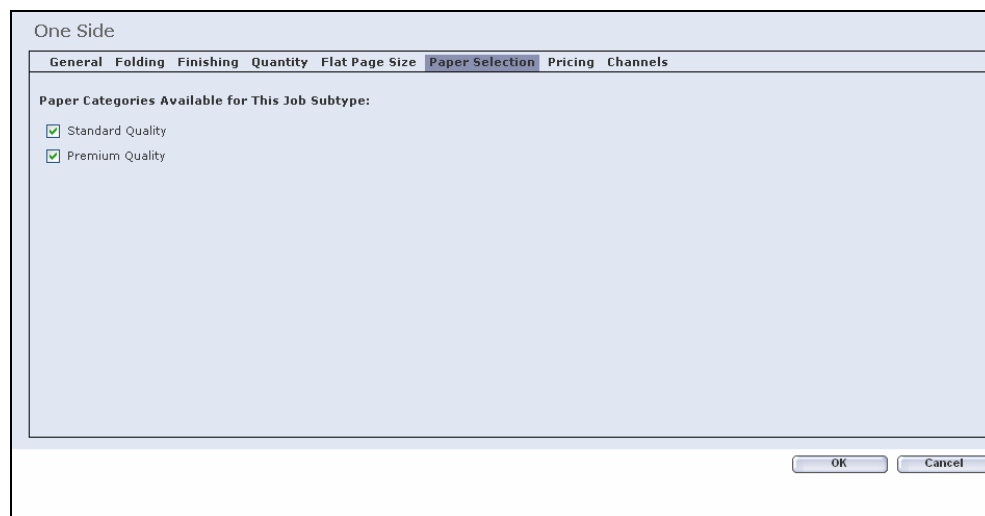 One Side
General Folding Finishing Quantity Flat Page Size Paper Selection Pricing Channels
Paper Categories Available for This Job Subtype:
Standard Quality
Premium Quality
OK Cancel